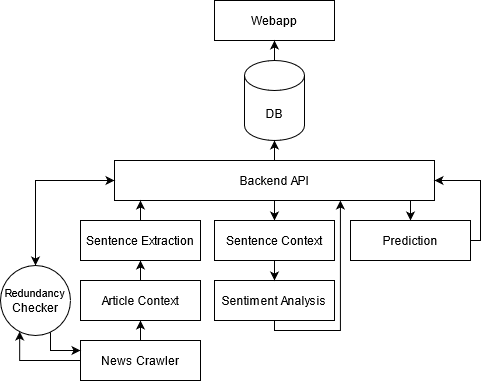 Webapp
DB
Backend API
Sentence Extraction
Sentence Context
Prediction
Redundancy
Checker
Article Context
Sentiment Analysis
News Crawler